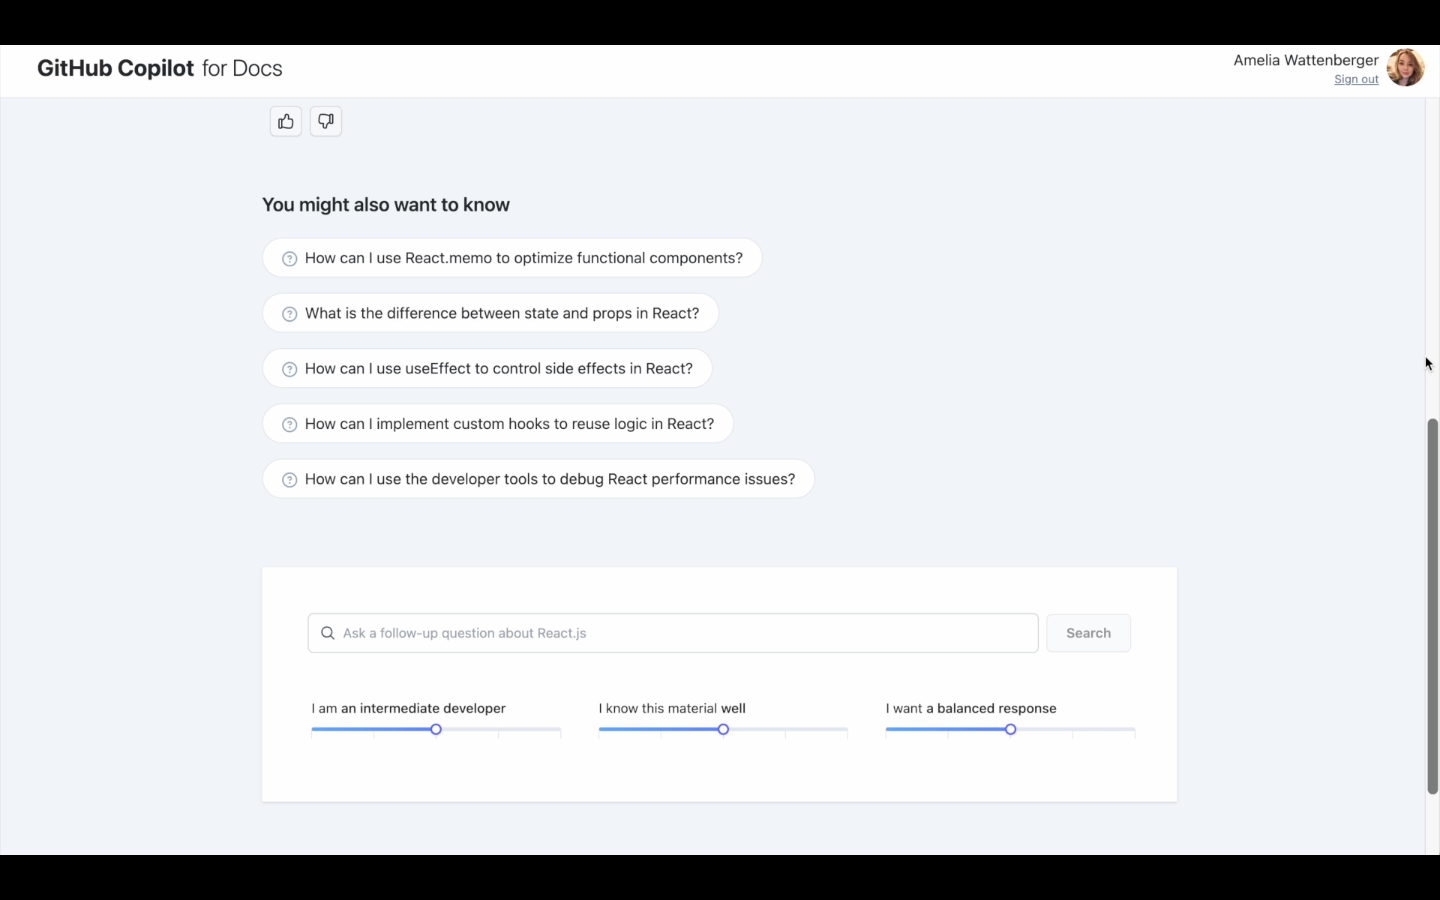 GitHub Copilot for Docs
Amelia Wattenberger
Sign out
You might also want to know
How can I use React.memo to optimize functional components?
What is the difference between state and props in React?
How can I use useEffect to control side effects in React?
How can I implement custom hooks to reuse logic in React?
How can I use the developer tools to debug React performance issues?
Ask a follow-up question about React.js
Search
I am an intermediate developer
I know this material well
I want a balanced response